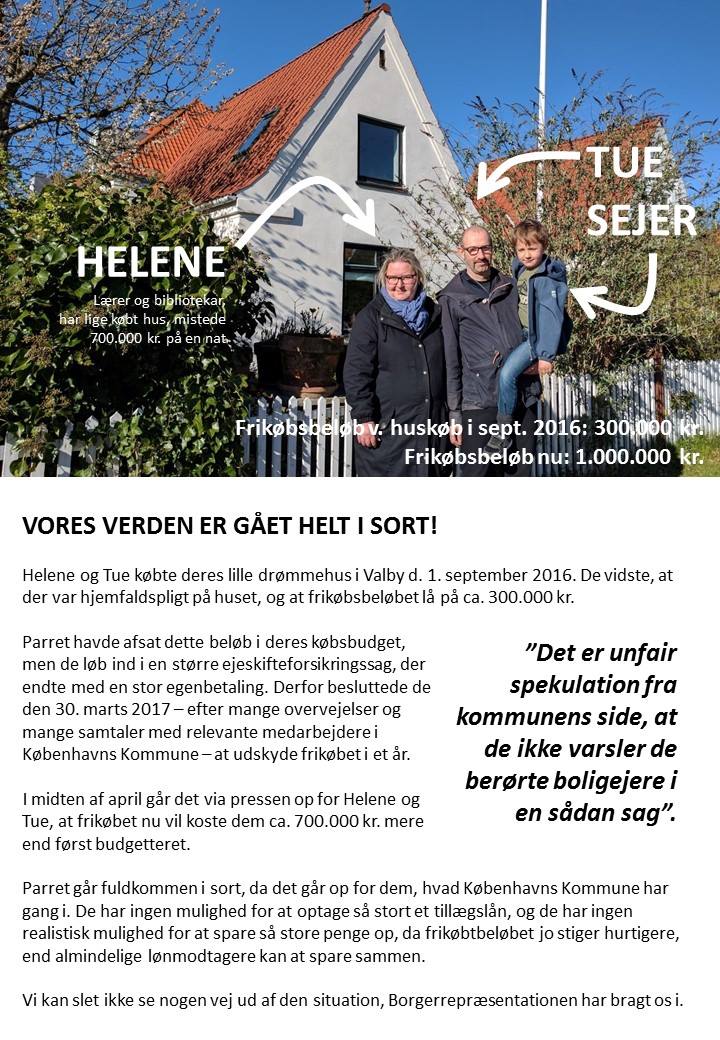 TUE
SEJER
HELENE
Lærer og bibliotekar,
har lige købt hus, mistede
700.000 kr. på en nat
Frikøbsbeløb v. huskøb i sept. 2016: 300.000 kr.
Frikøbsbeløb nu: 1.000.000 kr.
VORES VERDEN ER GÅET HELT I SORT!
Helene og Tue købte deres lille drømmehus i Valby d. 1. september 2016. De vidste, at
der var hjemfaldspligt på huset, og at frikøbsbeløbet lå på ca. 300.000 kr.
Parret havde afsat dette beløb i deres købsbudget,
men de løb ind i en større ejeskifteforsikringssag, der
endte med en stor egenbetaling. Derfor besluttede de
den 30. marts 2017 – efter mange overvejelser og
mange samtaler med relevante medarbejdere i
Københavns Kommune – at udskyde frikøbet i et år.
I midten af april går det via pressen op for Helene og
Tue, at frikøbet nu vil koste dem ca. 700.000 kr. mere
end først budgetteret.
”Det er unfair
spekulation fra
kommunens side, at
de ikke varsler de
berørte boligejere i
en sådan sag”.
Parret går fuldkommen i sort, da det går op for dem, hvad Københavns Kommune har
gang i. De har ingen mulighed for at optage så stort et tillægslån, og de har ingen
realistisk mulighed for at spare så store penge op, da frikøbtbeløbet jo stiger hurtigere,
end almindelige lønmodtagere kan at spare sammen.
Vi kan slet ikke se nogen vej ud af den situation, Borgerrepræsentationen har bragt os i.